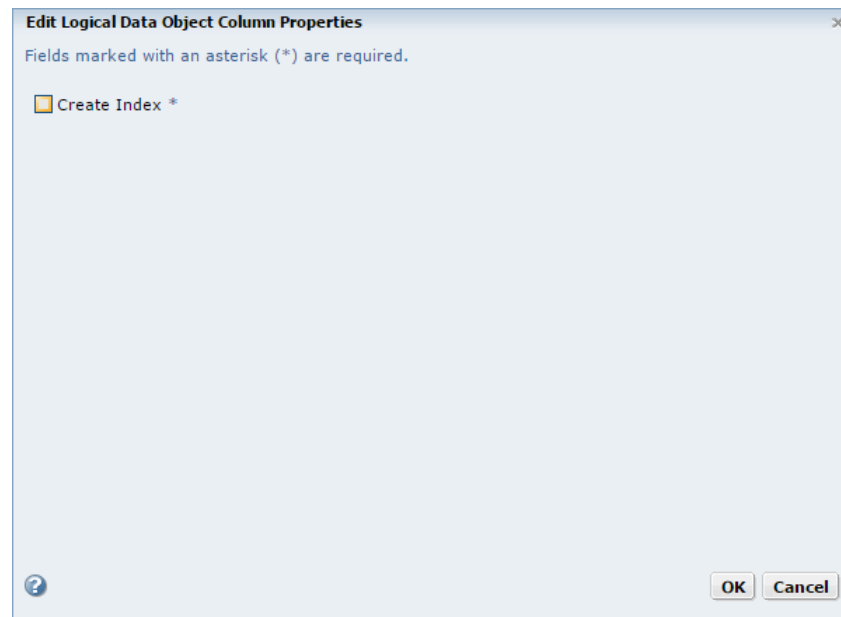 Edit Logical Data Object Column Properties
Fields marked with an asterisk (*) are required.
Create Index *
OK Cancel